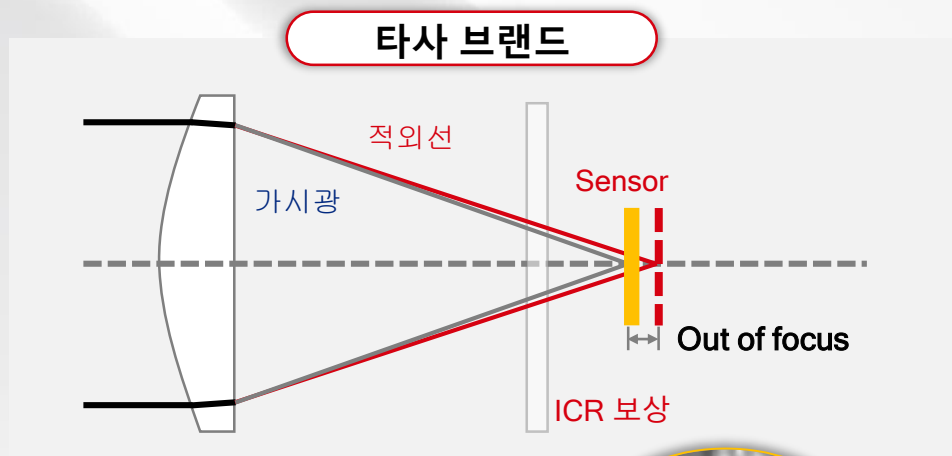 타사 브랜드
적외선
Sensor
가시광
Out of focus
ICR 보상